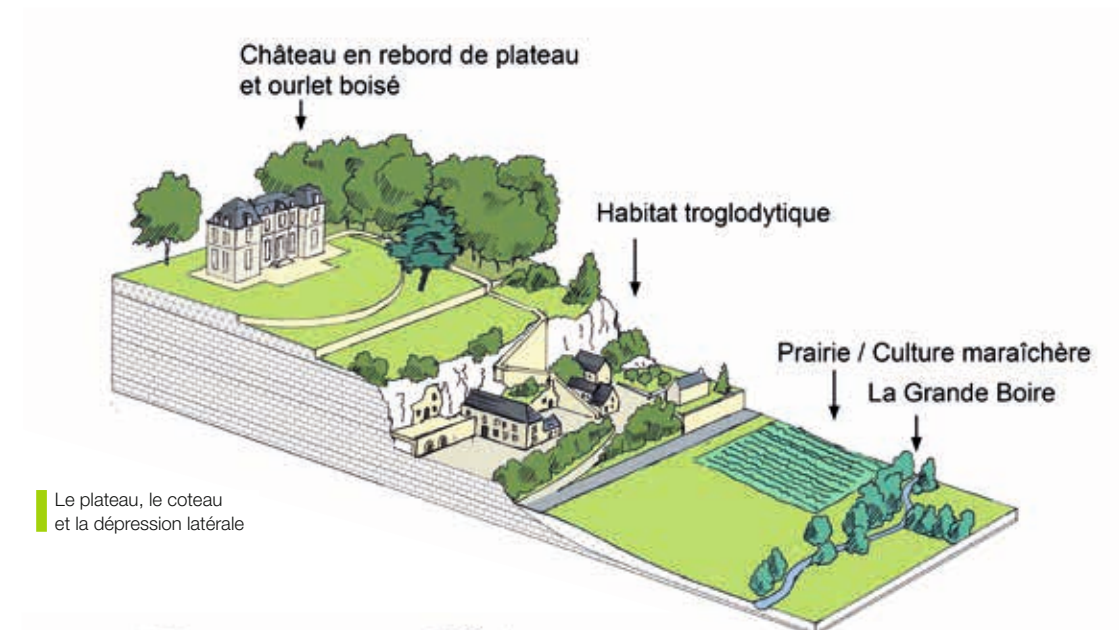 Château en rebord de plateau
et ourlet boisé
Habitat troglodytique
Prairie / Culture maraîchère
La Grande Boire
Le plateau, le coteau
et la dépression latérale